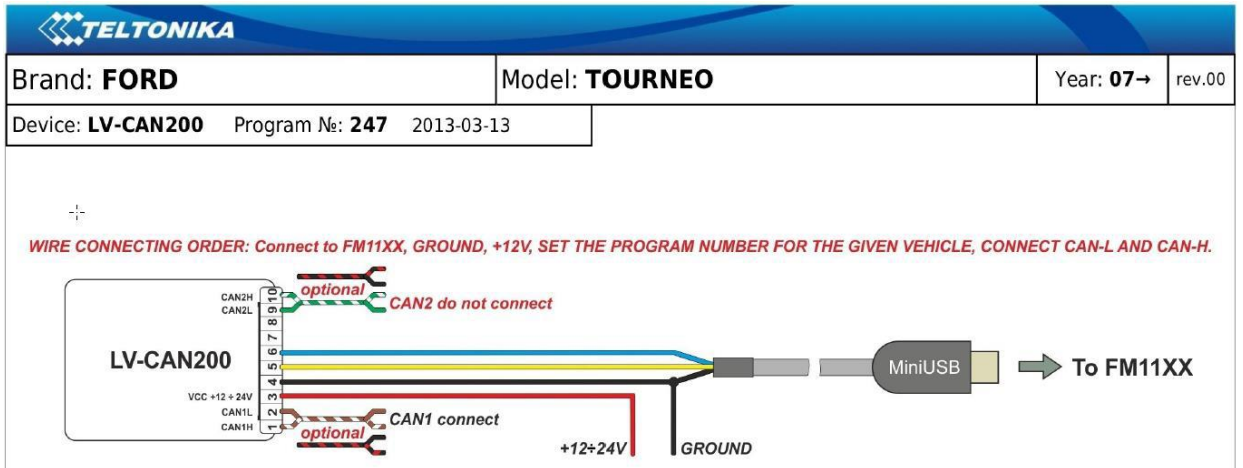 TELTONIKA
Brand: FORD Model: TOURNEO Year: 07→ rev.00
Device: LV-CAN200 Program №: 247 2013-03-13
WIRE CONNECTING ORDER: Connect to FM11XX, GROUND, +12V, SET THE PROGRAM NUMBER FOR THE GIVEN VEHICLE, CONNECT CAN-L AND CAN-H.
optional
CAN2H 10
CAN2L 9
CAN2 do not connect
8
7
6
5
4
LV-CAN200
MiniUSB
To FM11XX
VCC +12 ÷ 24V 3
CAN1L 2
CAN1H 1
CAN1 connect
optional
+12÷24V
GROUND